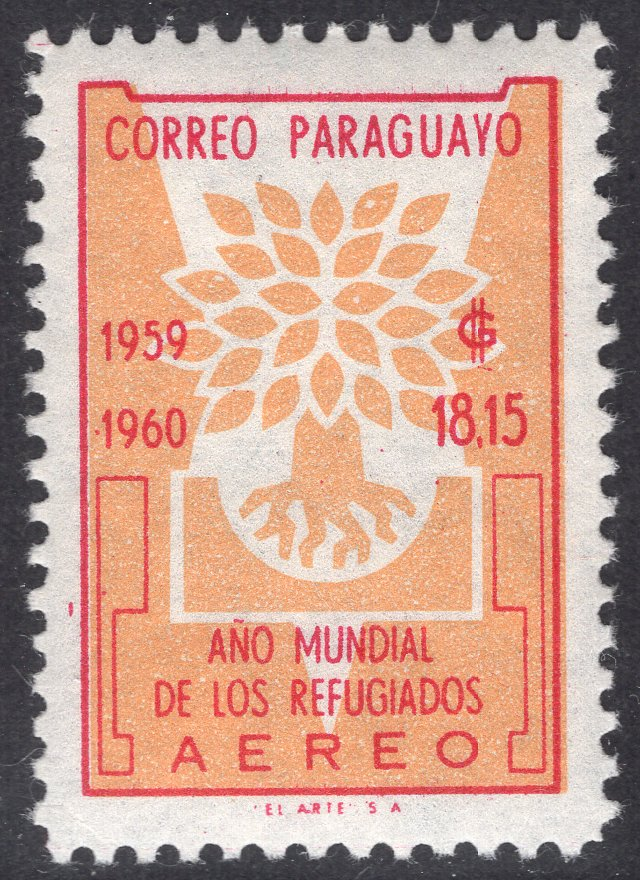 CORREO PARAGUAYO
1959 ₲
1960 18,15
AÑO MUNDIAL
DE LOS REFUGIADOS
AEREO
"EL ARTE" S A